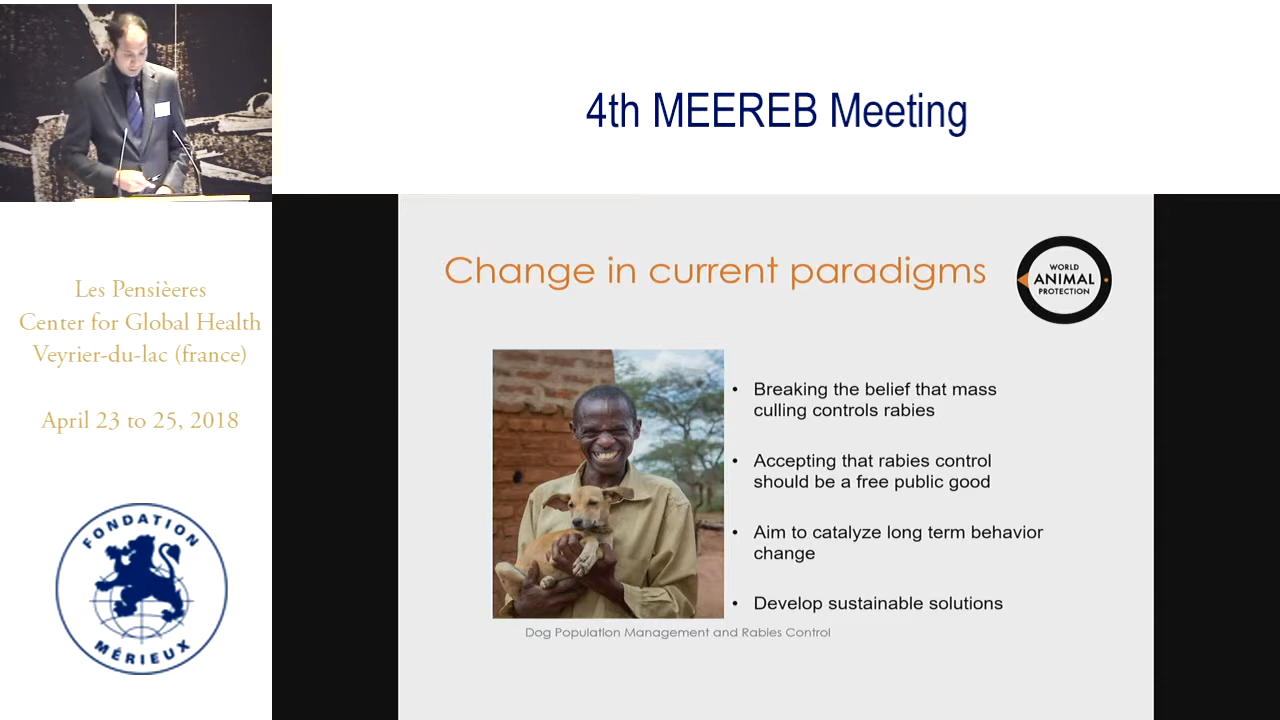 4th MEEREB Meeting
Les Pensièeres
Center for Global Health
Veyrier-du-lac (france)
April 23 to 25, 2018
FONDATION
MÉRIEUX
Change in current paradigms
WORLD
ANIMAL
PROTECTION
• Breaking the belief that mass
culling controls rabies
• Accepting that rabies control
should be a free public good
• Aim to catalyze long term behavior
change
• Develop sustainable solutions
Dog Population Management and Rabies Control